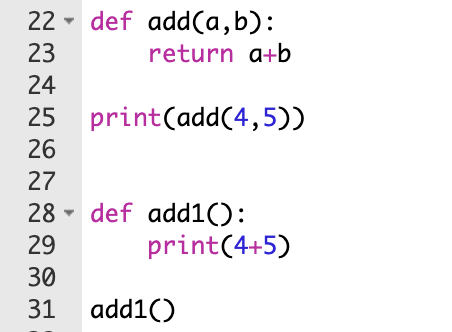 22 def add(a,b):
23     return a+b
24
25 print(add(4,5))
26
27
28 def add1():
29     print(4+5)
30
31 add1()